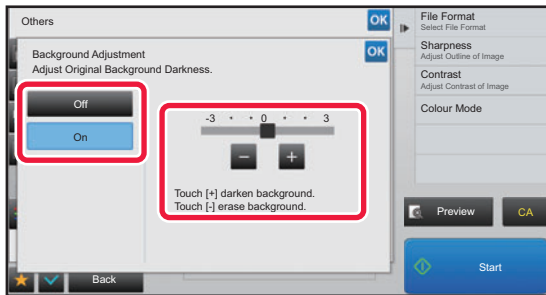 Others
OK
Background Adjustment
Adjust Original Background Darkness.
OK
Off
On
-3 • • 0 • • 3
- +
Touch [+] darken background.
Touch [-] erase background.
Back
File Format
Select File Format
Sharpness
Adjust Outline of Image
Contrast
Adjust Contrast of Image
Colour Mode
Preview
CA
Start